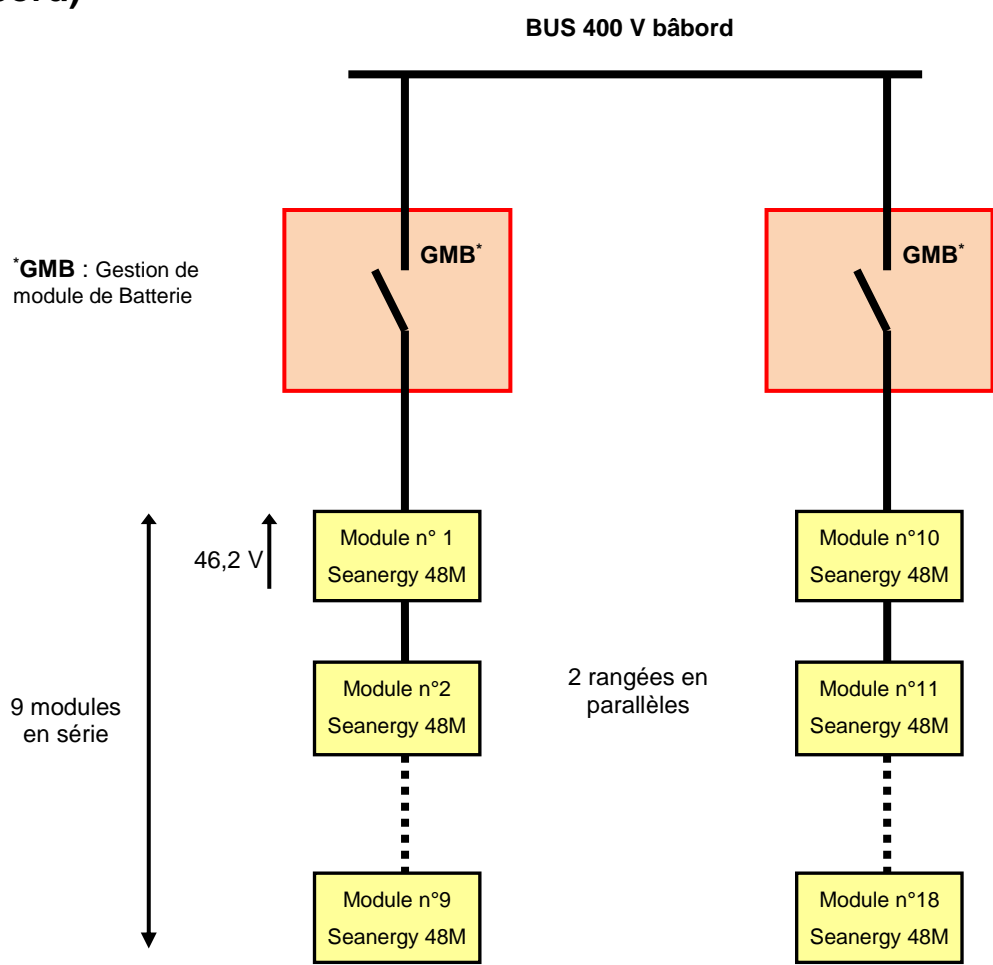 BUS 400 V bâbord
GMB*
GMB*
*GMB : Gestion de
module de Batterie
Module n° 1
Seanergy 48M
Module n°10
Seanergy 48M
46,2 V
9 modules
en série
Module n°2
Seanergy 48M
2 rangées en
parallèles
Module n°11
Seanergy 48M
Module n°9
Seanergy 48M
Module n°18
Seanergy 48M